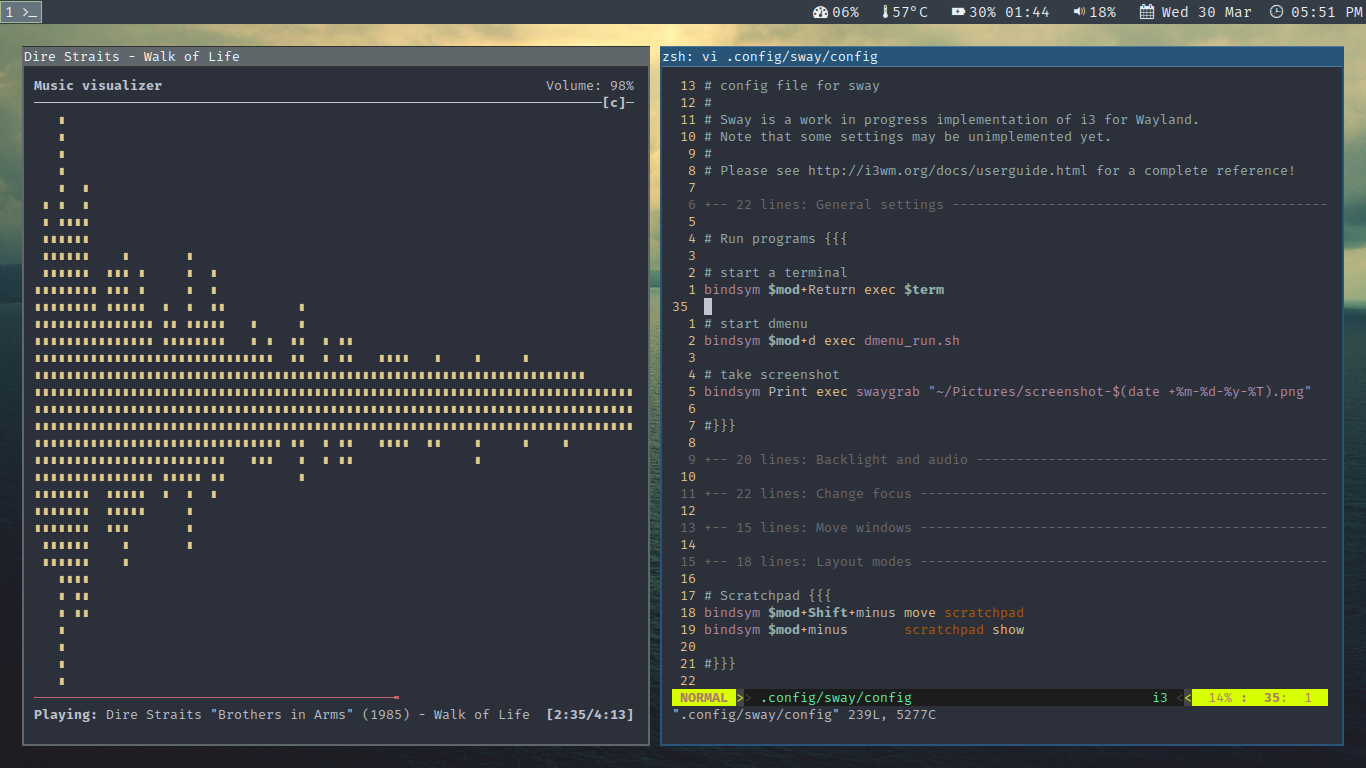 1 >_
06% 57°C 30% 01:44 18% Wed 30 Mar 05:51 PM
Dire Straits - Walk of Life
Music visualizer Volume: 98%
[c]
Playing: Dire Straits "Brothers in Arms" (1985) - Walk of Life [2:35/4:13]
zsh: vi .config/sway/config
13 # config file for sway
12 #
11 # Sway is a work in progress implementation of i3 for Wayland.
10 # Note that some settings may be unimplemented yet.
9 #
8 # Please see http://i3wm.org/docs/userguide.html for a complete reference!
7
6 +-- 22 lines: General settings -----------------------------------------------
5
4 # Run programs {{{
3
2 # start a terminal
1 bindsym $mod+Return exec $term
35
1 # start dmenu
2 bindsym $mod+d exec dmenu_run.sh
3
4 # take screenshot
5 bindsym Print exec swaygrab "~/Pictures/screenshot-$(date +%m-%d-%y-%T).png"
6
7 #}}}
8
9 +-- 20 lines: Backlight and audio --------------------------------------------
10
11 +-- 22 lines: Change focus ---------------------------------------------------
12
13 +-- 15 lines: Move windows ---------------------------------------------------
14
15 +-- 18 lines: Layout modes ---------------------------------------------------
16
17 # Scratchpad {{{
18 bindsym $mod+Shift+minus move scratchpad
19 bindsym $mod+minus scratchpad show
20
21 #}}}
22
NORMAL >> .config/sway/config i3 << 14% : 35: 1
".config/sway/config" 239L, 5277C